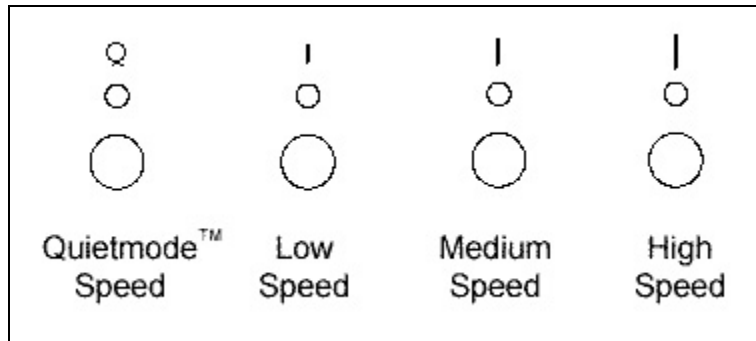 Q
Quietmode™ Speed
Low Speed
Medium Speed
High Speed